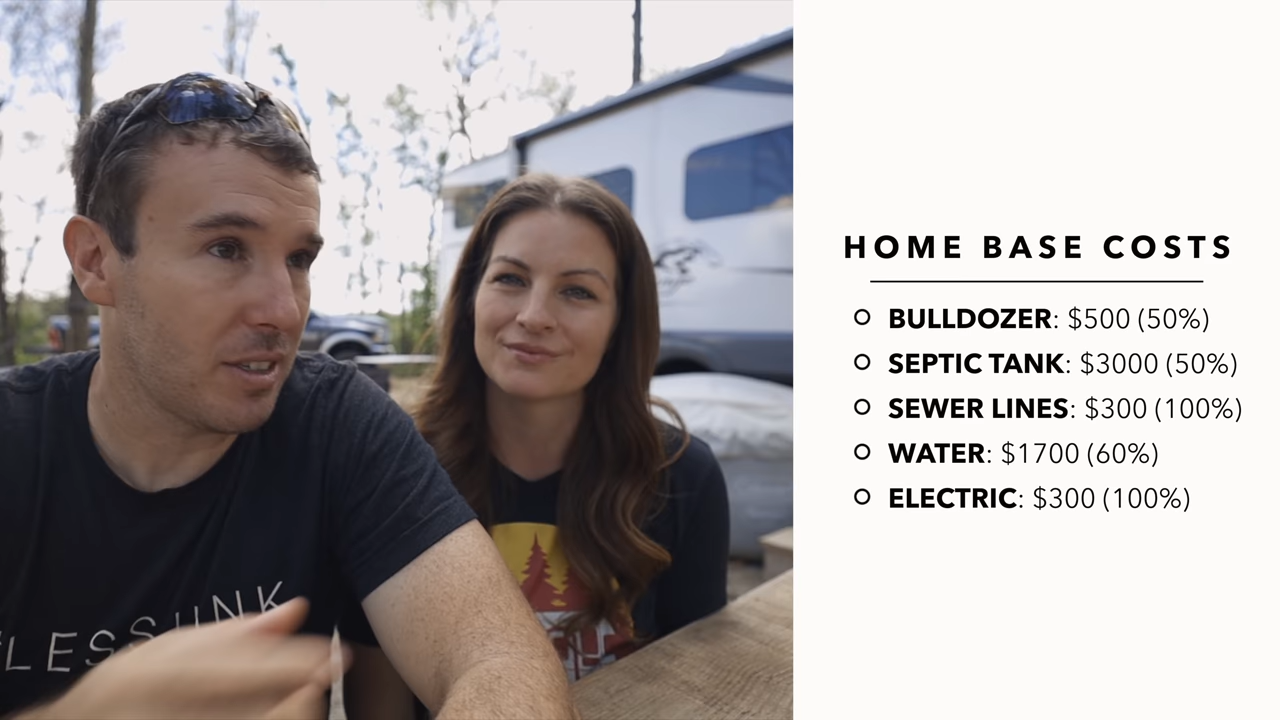 HOME BASE COSTS
BULLDOZER: $500 (50%)
SEPTIC TANK: $3000 (50%)
SEWER LINES: $300 (100%)
WATER: $1700 (60%)
ELECTRIC: $300 (100%)
LESSJUNK